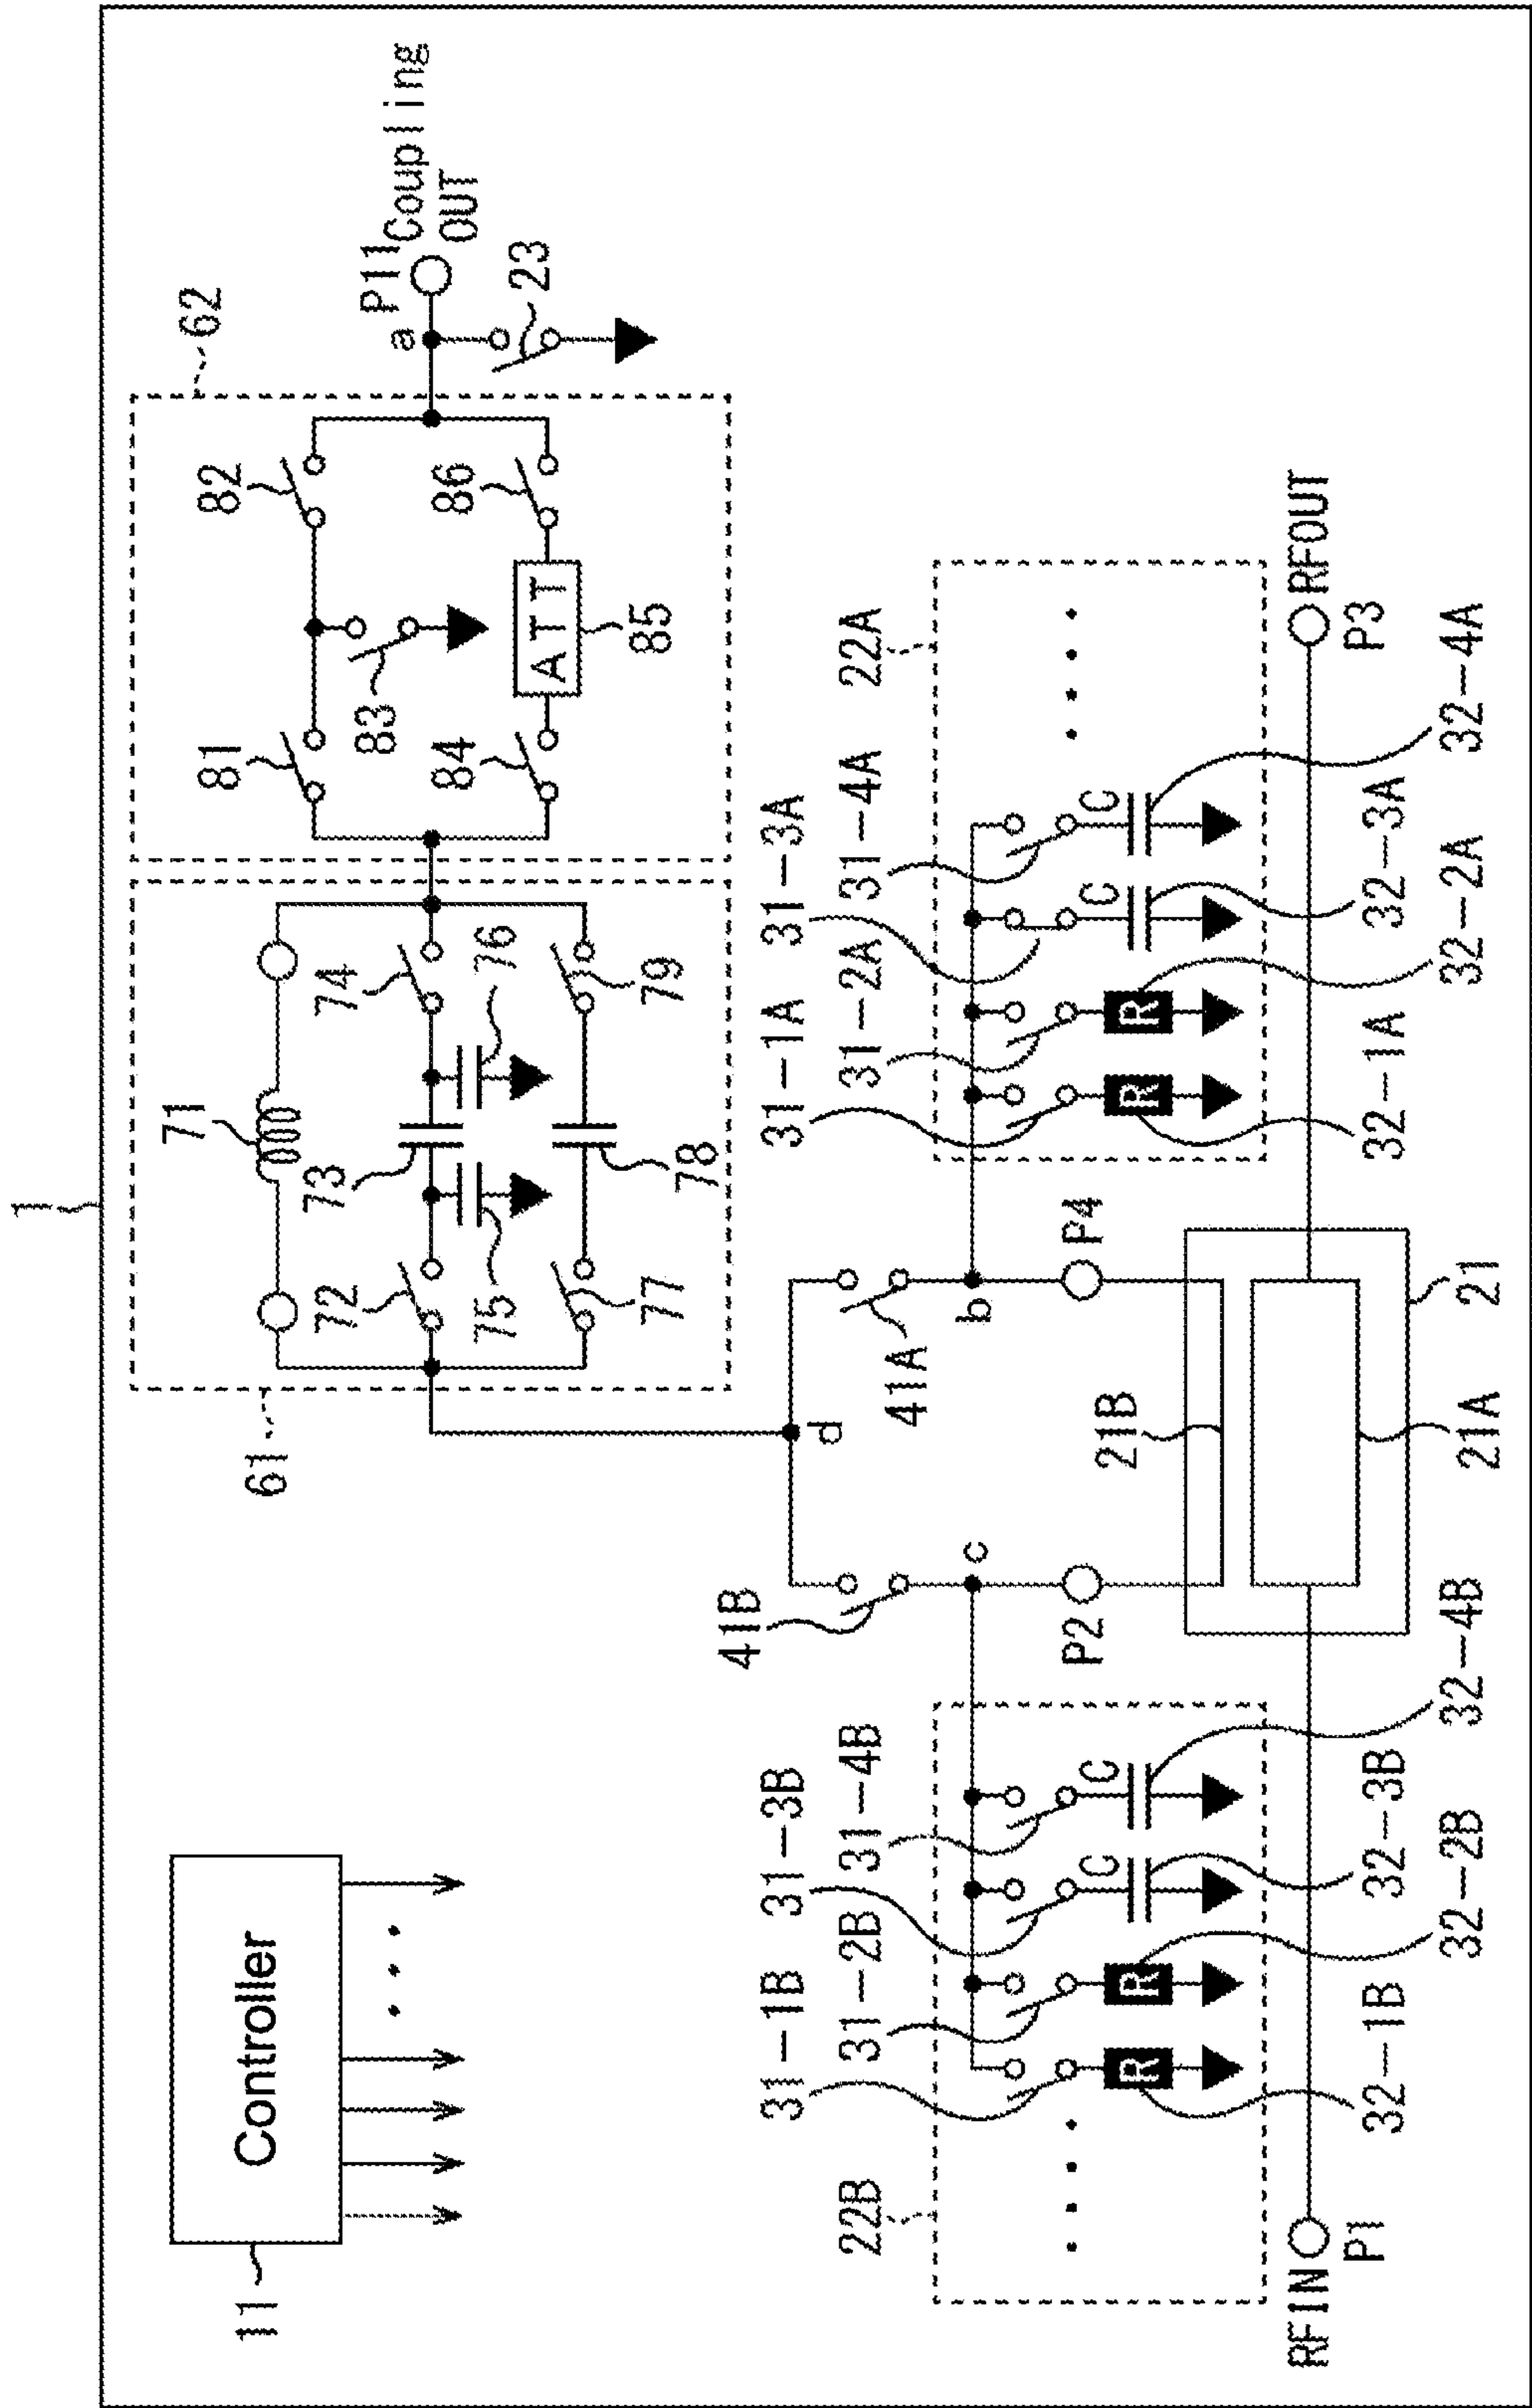 1
11
Controller
61
71
72
73
74
75
76
77
78
79
62
81
82
83
84
ATT
85
86
a
P11
Coupling
OUT
23
d
41B
41A
c
b
P2
P4
22B
31-1B
31-2B
31-3B
31-4B
R
R
C
C
32-1B
32-2B
32-3B
32-4B
22A
31-1A
31-2A
31-3A
31-4A
R
R
C
C
32-1A
32-2A
32-3A
32-4A
21B
21A
21
RFIN
P1
RFOUT
P3